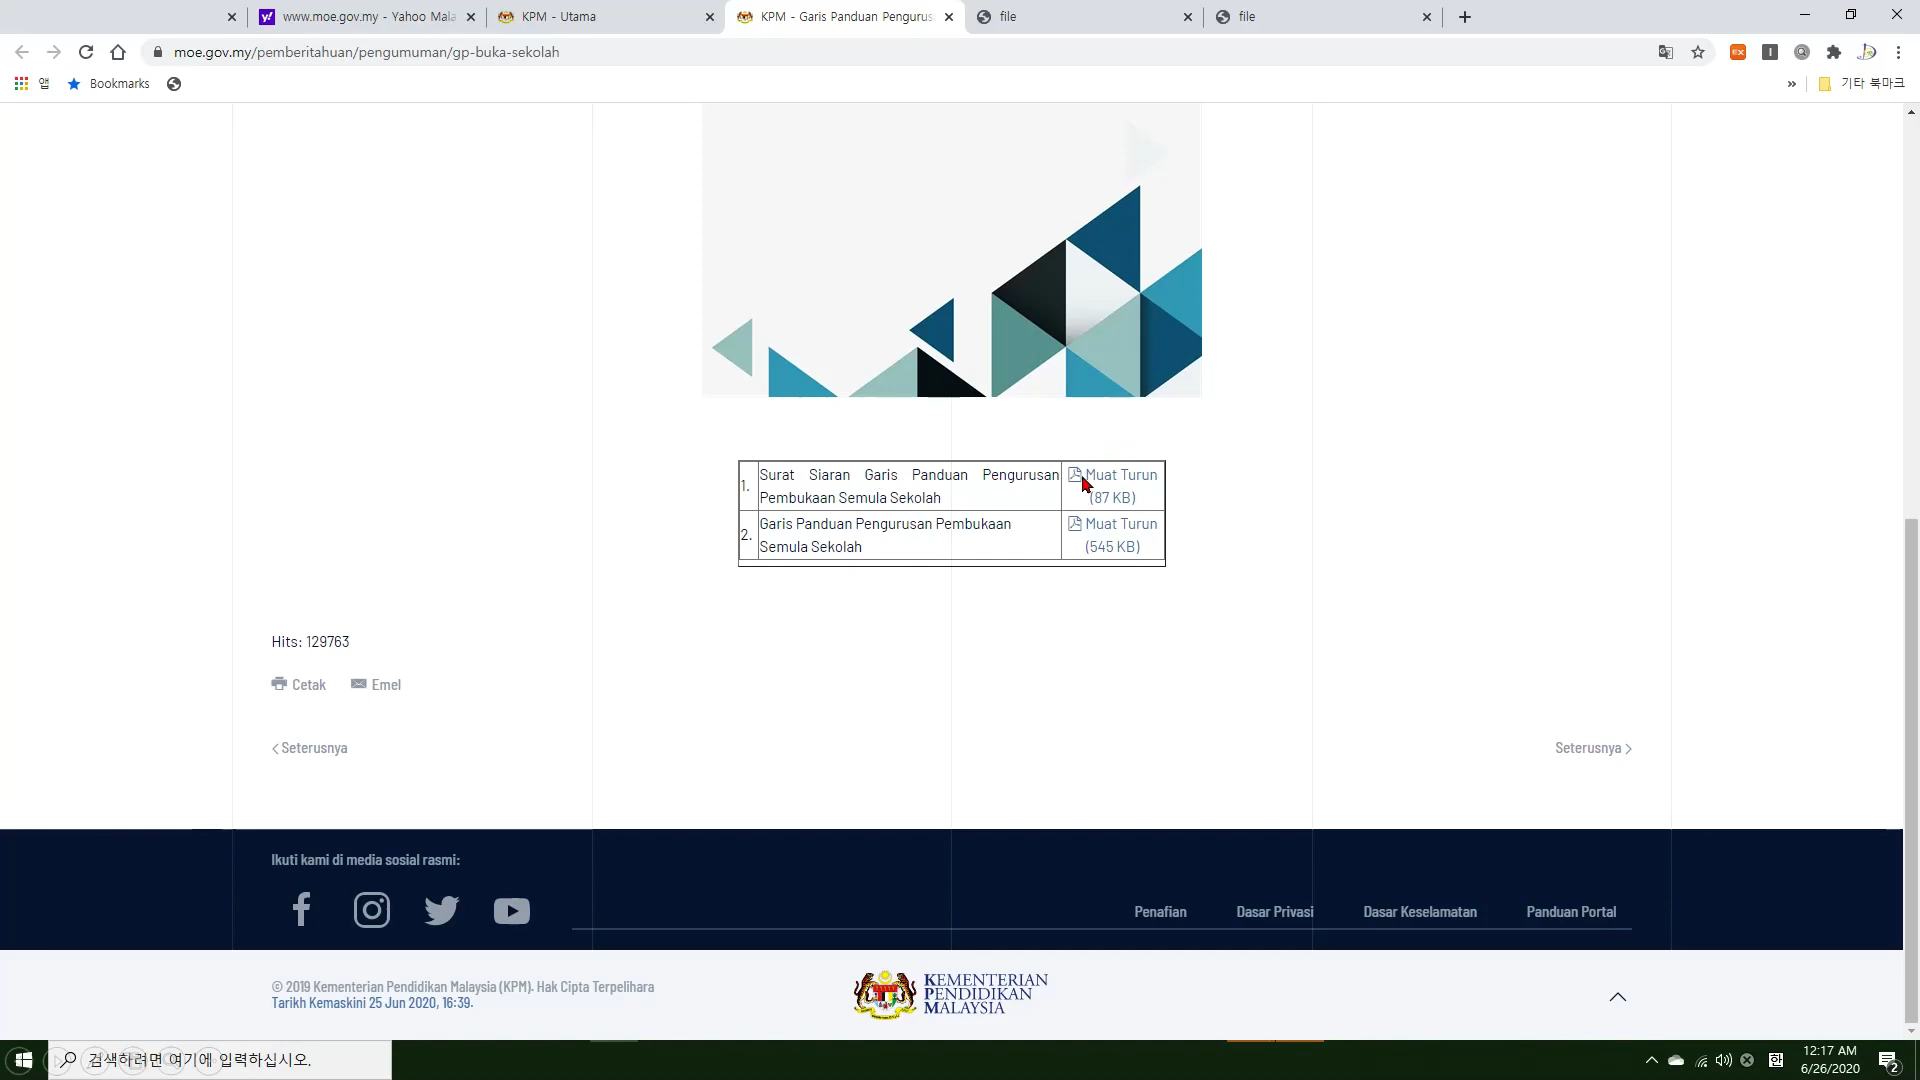 www.moe.gov.my - Yahoo Mala
KPM - Utama
KPM - Garis Panduan Pengurus
file
file
moe.gov.my/pemberitahuan/pengumuman/gp-buka-sekolah
앱
Bookmarks
»
기타 북마크
1.
Surat Siaran Garis Panduan Pengurusan
Pembukaan Semula Sekolah
Muat Turun
(87 KB)
2.
Garis Panduan Pengurusan Pembukaan
Semula Sekolah
Muat Turun
(545 KB)
Hits: 129763
Cetak
Emel
Seterusnya
Seterusnya
Ikuti kami di media sosial rasmi:
Penafian
Dasar Privasi
Dasar Keselamatan
Panduan Portal
© 2019 Kementerian Pendidikan Malaysia (KPM). Hak Cipta Terpelihara
Tarikh Kemaskini 25 Jun 2020, 16:39.
KEMENTERIAN
PENDIDIKAN
MALAYSIA
검색하려면 여기에 입력하십시오.
한
12:17 AM
6/26/2020
2